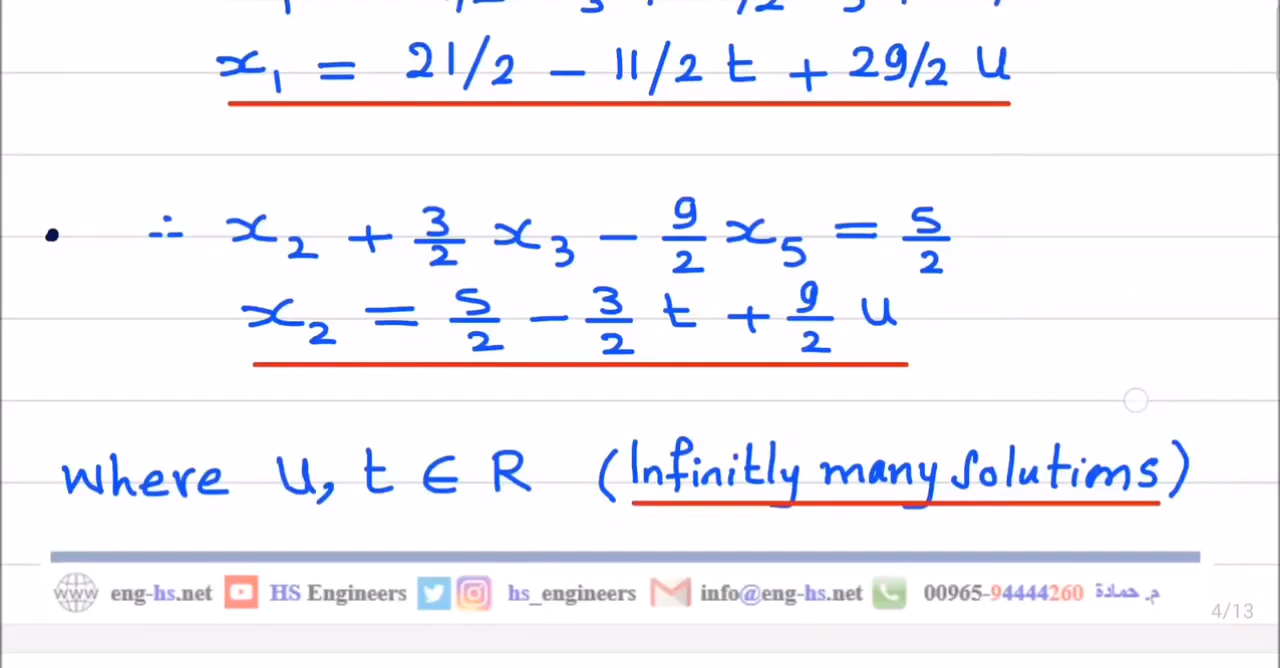 x₁ = 21/2 - 11/2 t + 29/2 u
• ∴ x₂ + 3/2 x₃ - 9/2 x₅ = 5/2
x₂ = 5/2 - 3/2 t + 9/2 u
where u, t ∈ R (Infinitly many solutions)
www eng-hs.net HS Engineers hs_engineers info@eng-hs.net 00965-94444260 م. حمادة
4/13